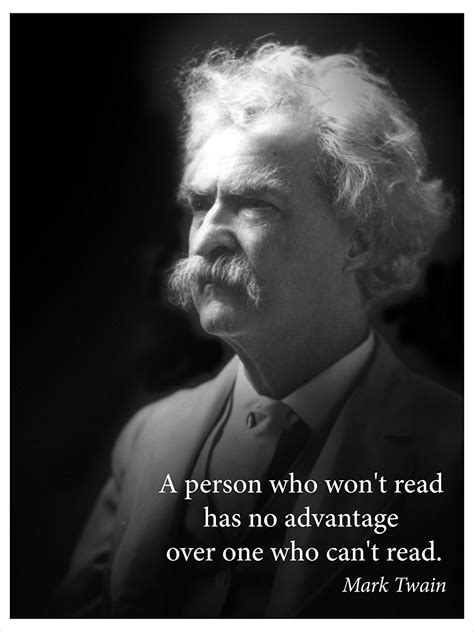 A person who won't read
has no advantage
over one who can't read.
Mark Twain